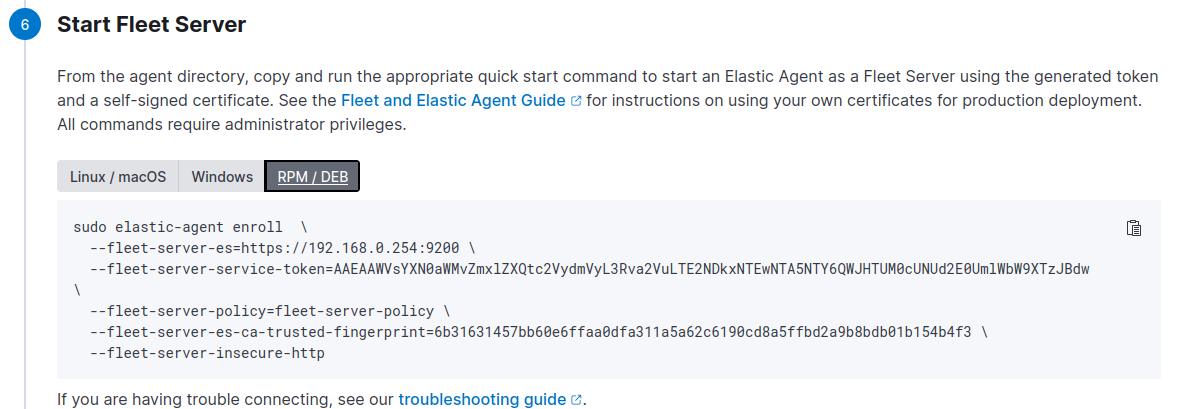 6
Start Fleet Server
From the agent directory, copy and run the appropriate quick start command to start an Elastic Agent as a Fleet Server using the generated token
and a self-signed certificate. See the Fleet and Elastic Agent Guide for instructions on using your own certificates for production deployment.
All commands require administrator privileges.
Linux / macOS Windows RPM / DEB
sudo elastic-agent enroll \
--fleet-server-es=https://192.168.0.254:9200 \
--fleet-server-service-token=AAEAAWVsYXN0aWMvZmxlZXQtc2VydmVyL3Rva2VuLTE2NDkxNTEwNTA5NTY6QWJHTUM0cUNUd2E0UmlWbW9XTzJBdw
\
--fleet-server-policy=fleet-server-policy \
--fleet-server-es-ca-trusted-fingerprint=6b31631457bb60e6ffaa0dfa311a5a62c6190cd8a5ffbd2a9b8bdb01b154b4f3 \
--fleet-server-insecure-http
If you are having trouble connecting, see our troubleshooting guide.